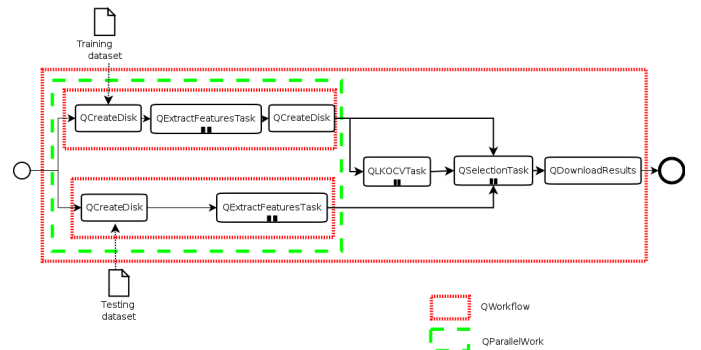 Training
dataset
QCreateDisk
QExtractFeaturesTask
QCreateDisk
QLKOCVTask
QSelectionTask
QDownloadResults
QCreateDisk
QExtractFeaturesTask
Testing
dataset
QWorkflow
QParallelWork